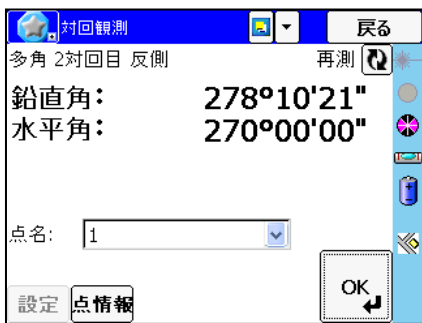 対回観測 戻る
多角 2対回目 反側 再測
鉛直角: 278°10'21"
水平角: 270°00'00"
点名: 1
OK
設定 点情報